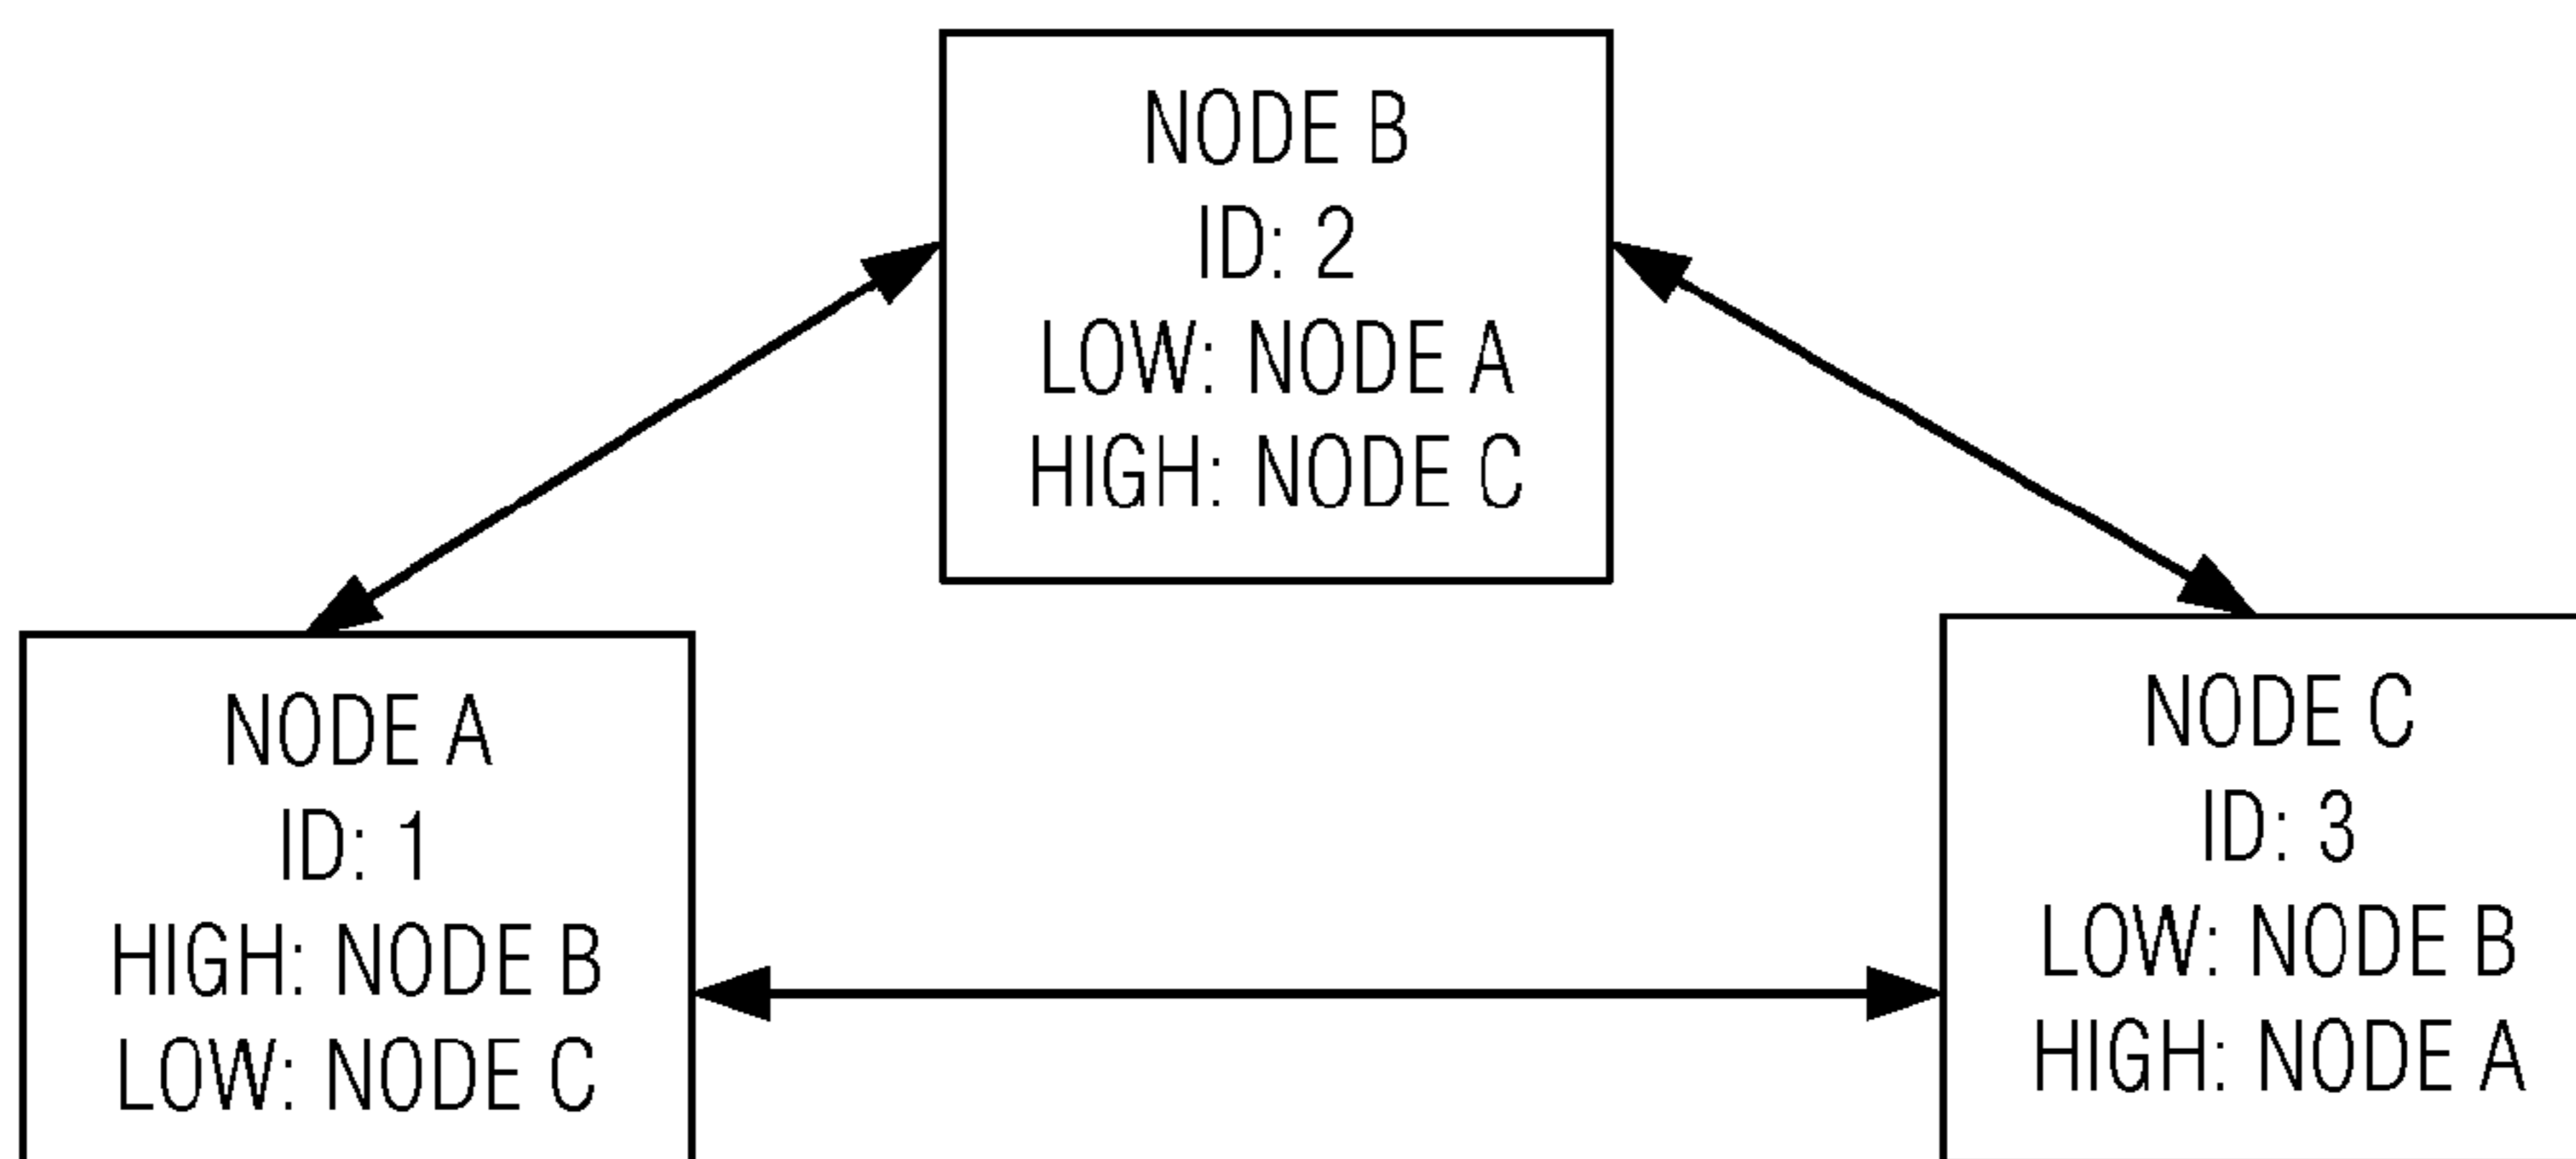 NODE B
ID: 2
LOW: NODE A
HIGH: NODE C
NODE A
ID: 1
HIGH: NODE B
LOW: NODE C
NODE C
ID: 3
LOW: NODE B
HIGH: NODE A